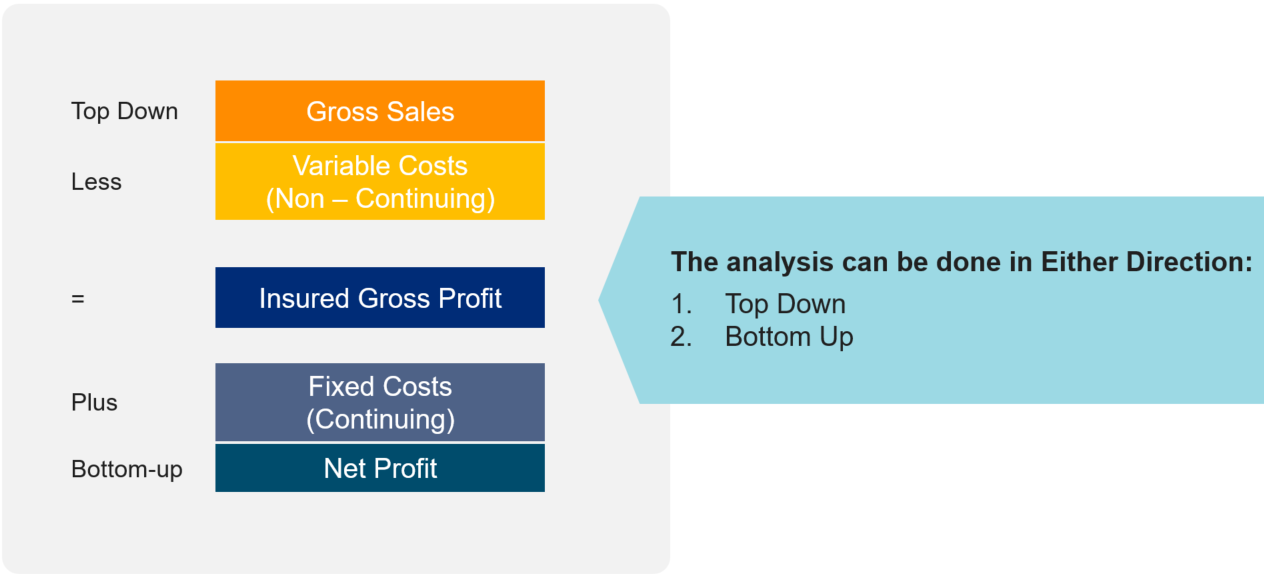 Top Down
Gross Sales
Less
Variable Costs
(Non – Continuing)
=
Insured Gross Profit
Plus
Fixed Costs
(Continuing)
Bottom-up
Net Profit
The analysis can be done in Either Direction:
1. Top Down
2. Bottom Up